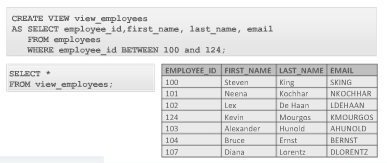 CREATE VIEW view_employees
AS SELECT employee_id,first_name, last_name, email
FROM employees
WHERE employee_id BETWEEN 100 and 124;
SELECT *
FROM view_employees;
EMPLOYEE_ID FIRST_NAME LAST_NAME EMAIL
100 Steven King SKING
101 Neena Kochhar NKOCHHAR
102 Lex De Haan LDEHAAN
124 Kevin Mourgos KMOURGOS
103 Alexander Hunold AHUNOLD
104 Bruce Ernst BERNST
107 Diana Lorentz DLORENTZ